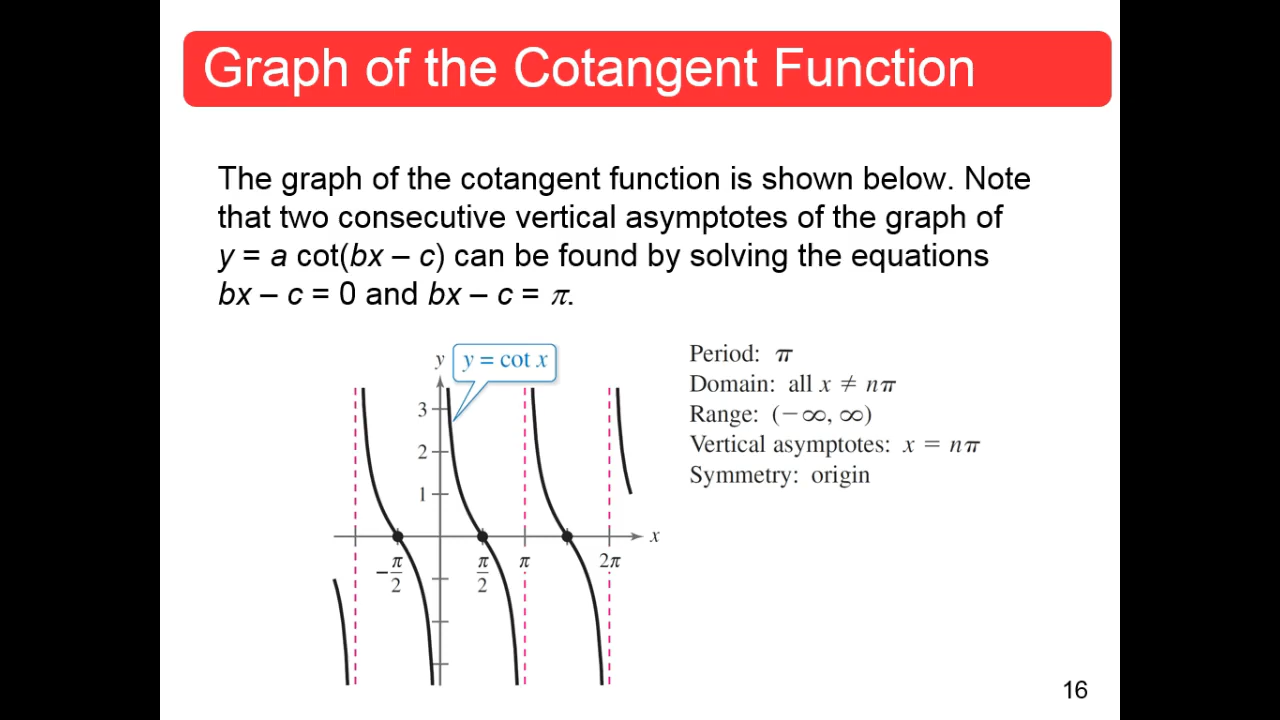 Graph of the Cotangent Function
The graph of the cotangent function is shown below. Note
that two consecutive vertical asymptotes of the graph of
y = a cot(bx – c) can be found by solving the equations
bx – c = 0 and bx – c = π.
y
y = cot x
3
2
1
x
−π/2
π/2
π
2π
Period: π
Domain: all x ≠ nπ
Range: (−∞, ∞)
Vertical asymptotes: x = nπ
Symmetry: origin
16